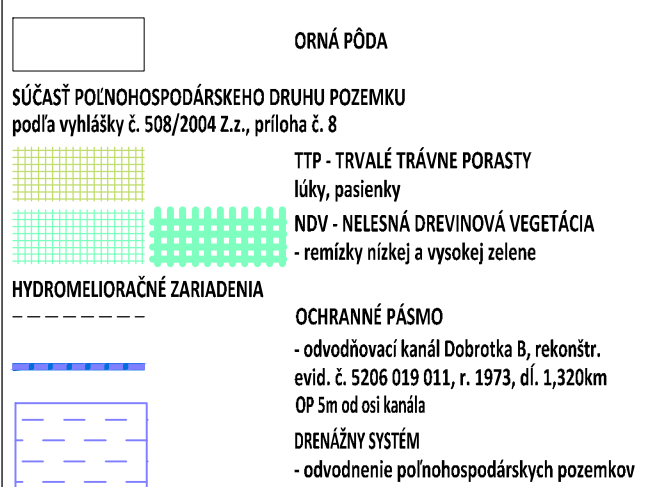 ORNÁ PÔDA
SÚČASŤ POĽNOHOSPODÁRSKEHO DRUHU POZEMKU
podľa vyhlášky č. 508/2004 Z.z., príloha č. 8
TTP - TRVALÉ TRÁVNE PORASTY
lúky, pasienky
NDV - NELESNÁ DREVINOVÁ VEGETÁCIA
- remízky nízkej a vysokej zelene
HYDROMELIORAČNÉ ZARIADENIA
OCHRANNÉ PÁSMO
- odvodňovací kanál Dobrotka B, rekonštr.
evid. č. 5206 019 011, r. 1973, dĺ. 1,320km
OP 5m od osi kanála
DRENÁŽNY SYSTÉM
- odvodnenie poľnohospodárskych pozemkov